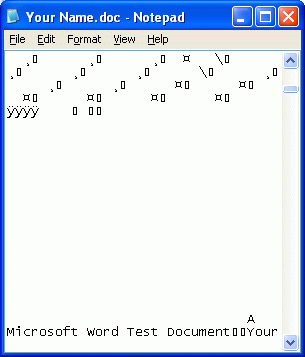 Your Name.doc - Notepad
File Edit Format View Help
¸▯ ¸▯ ¸▯ ¤ \▯
¸▯ ¸▯ ¸▯ \▯ ¸▯
¸▯ ¸▯ ¤▯ ¤▯
¤▯ ¤▯ ¤▯ ¤▯
ÿÿÿÿ ▯ ▯▯
A
Microsoft Word Test Document▯▯Your